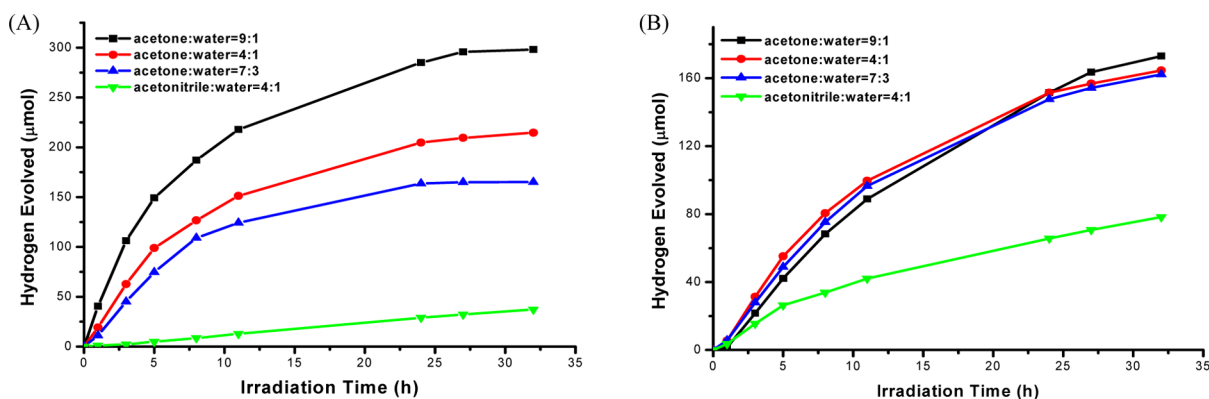 (A)
acetone:water=9:1
acetone:water=4:1
acetone:water=7:3
acetonitrile:water=4:1
Hydrogen Evolved (μmol)
300
250
200
150
100
50
0
0 5 10 15 20 25 30 35
Irradiation Time (h)
(B)
acetone:water=9:1
acetone:water=4:1
acetone:water=7:3
acetonitrile:water=4:1
Hydrogen Evolved (μmol)
160
120
80
40
0
0 5 10 15 20 25 30 35
Irradiation Time (h)